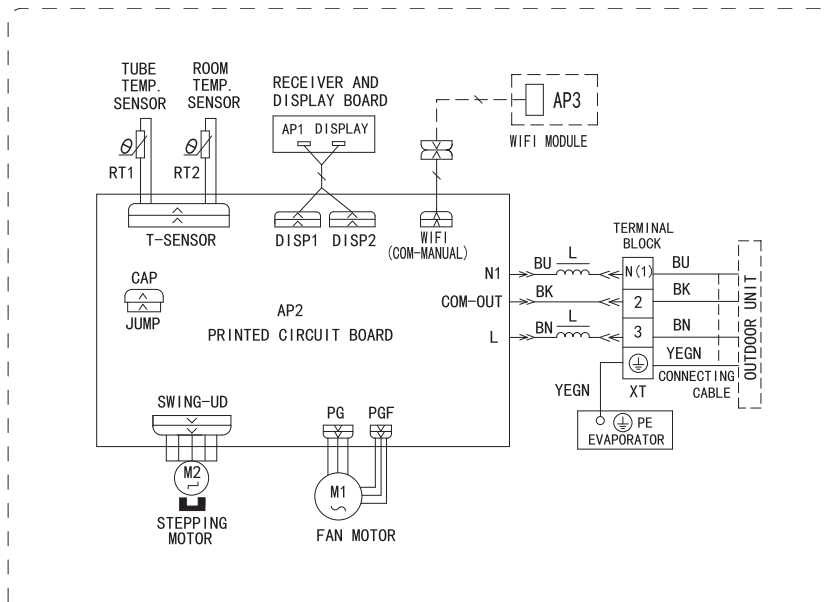 TUBE
TEMP.
SENSOR
ROOM
TEMP.
SENSOR
RECEIVER AND
DISPLAY BOARD
AP1 DISPLAY
AP3
WIFI MODULE
θ
RT1
θ
RT2
T-SENSOR
DISP1
DISP2
WIFI
(COM-MANUAL)
TERMINAL
BLOCK
CAP
JUMP
AP2
PRINTED CIRCUIT BOARD
N1
BU
L
N(1)
BU
COM-OUT
BK
2
BK
L
BN
L
3
BN
YEGN
YEGN
XT
CONNECTING
CABLE
OUTDOOR UNIT
PE
EVAPORATOR
SWING-UD
M2
STEPPING
MOTOR
PG
PGF
M1
FAN MOTOR